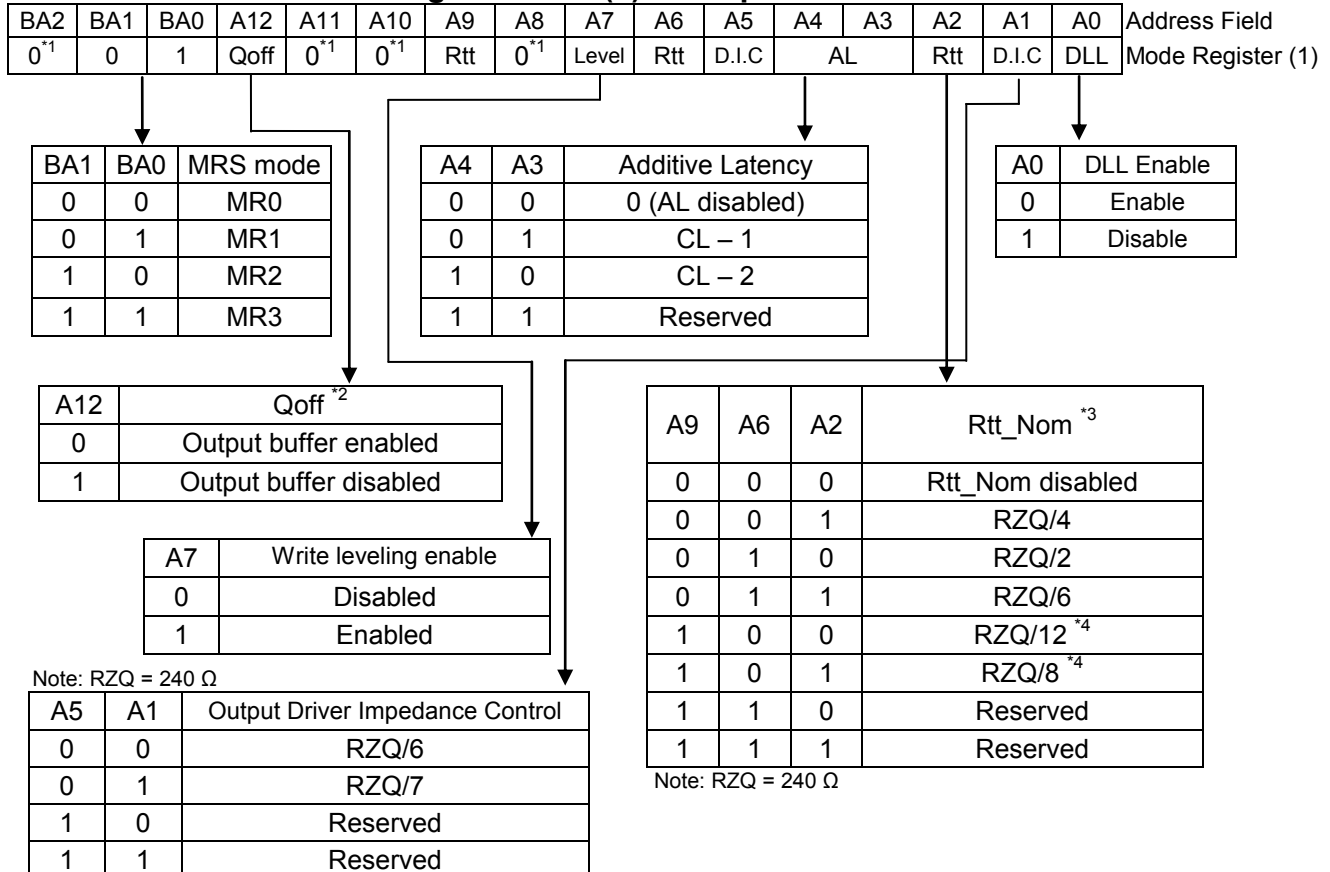 BA2 BA1 BA0 A12 A11 A10 A9 A8 A7 A6 A5 A4 A3 A2 A1 A0 Address Field
0*1 0 1 Qoff 0*1 0*1 Rtt 0*1 Level Rtt D.I.C AL Rtt D.I.C DLL Mode Register (1)
BA1 BA0 MRS mode
0 0 MR0
0 1 MR1
1 0 MR2
1 1 MR3
A4 A3 Additive Latency
0 0 0 (AL disabled)
0 1 CL – 1
1 0 CL – 2
1 1 Reserved
A0 DLL Enable
0 Enable
1 Disable
A12 Qoff *2
0 Output buffer enabled
1 Output buffer disabled
A9 A6 A2 Rtt_Nom *3
0 0 0 Rtt_Nom disabled
0 0 1 RZQ/4
0 1 0 RZQ/2
0 1 1 RZQ/6
1 0 0 RZQ/12 *4
1 0 1 RZQ/8 *4
1 1 0 Reserved
1 1 1 Reserved
Note: RZQ = 240 Ω
A7 Write leveling enable
0 Disabled
1 Enabled
Note: RZQ = 240 Ω
A5 A1 Output Driver Impedance Control
0 0 RZQ/6
0 1 RZQ/7
1 0 Reserved
1 1 Reserved